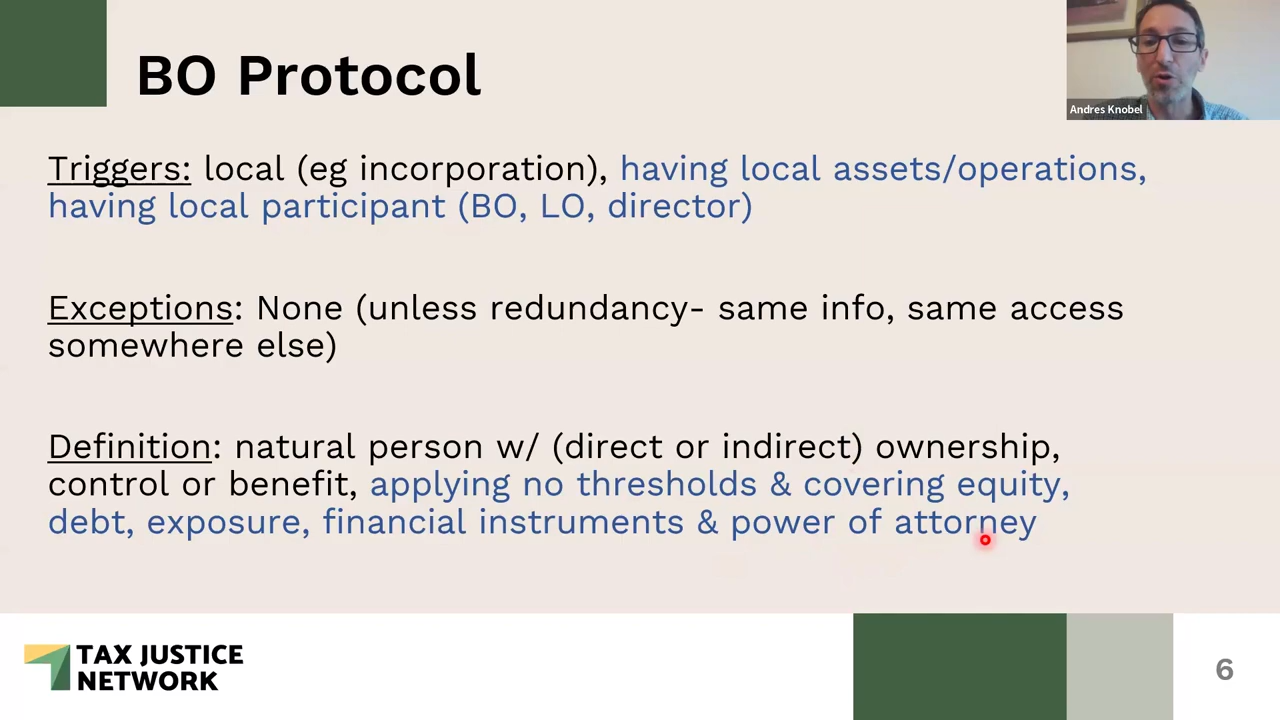 BO Protocol
Andres Knobel
Triggers: local (eg incorporation), having local assets/operations,
having local participant (BO, LO, director)
Exceptions: None (unless redundancy- same info, same access
somewhere else)
Definition: natural person w/ (direct or indirect) ownership,
control or benefit, applying no thresholds & covering equity,
debt, exposure, financial instruments & power of attorney
TAX JUSTICE
NETWORK
6